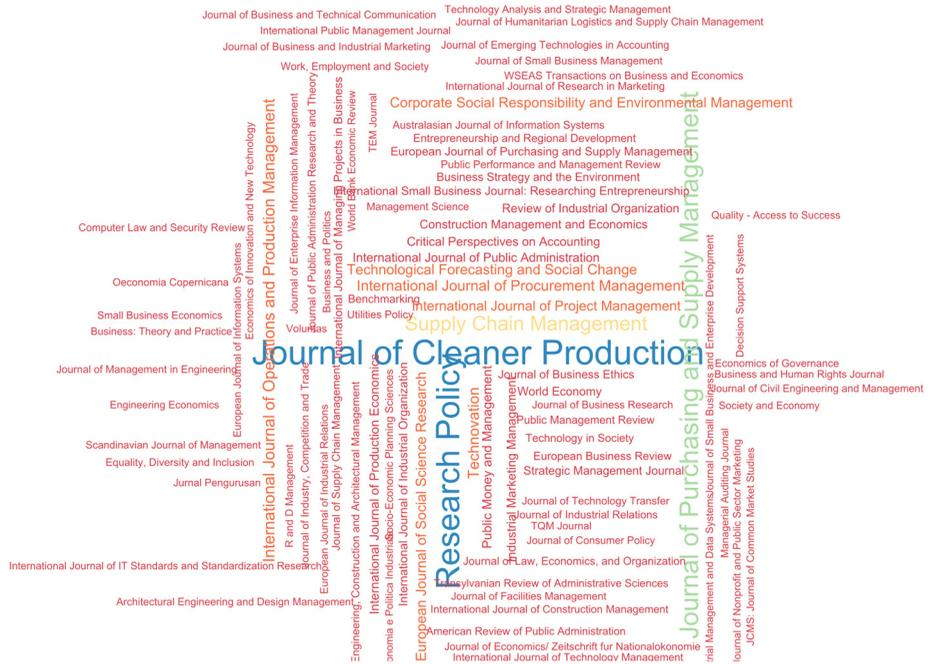 Journal of Business and Technical Communication
Technology Analysis and Strategic Management
Journal of Humanitarian Logistics and Supply Chain Management
International Public Management Journal
Journal of Business and Industrial Marketing
Journal of Emerging Technologies in Accounting
Journal of Small Business Management
Work, Employment and Society
WSEAS Transactions on Business and Economics
International Journal of Research in Marketing
Corporate Social Responsibility and Environmental Management
Australasian Journal of Information Systems
Entrepreneurship and Regional Development
European Journal of Purchasing and Supply Management
Public Performance and Management Review
Business Strategy and the Environment
International Small Business Journal: Researching Entrepreneurship
Management Science
Review of Industrial Organization
Quality - Access to Success
Construction Management and Economics
Computer Law and Security Review
Critical Perspectives on Accounting
International Journal of Public Administration
Technological Forecasting and Social Change
Oeconomia Copernicana
International Journal of Procurement Management
Benchmarking
International Journal of Project Management
Small Business Economics
Utilities Policy
Supply Chain Management
Business: Theory and Practice
Voluntas
Journal of Cleaner Production
Economics of Governance
Journal of Management in Engineering
Journal of Business Ethics
Business and Human Rights Journal
World Economy
Journal of Civil Engineering and Management
Engineering Economics
Journal of Business Research
Society and Economy
Public Management Review
Technology in Society
Scandinavian Journal of Management
European Business Review
Equality, Diversity and Inclusion
Strategic Management Journal
Jurnal Pengurusan
Journal of Technology Transfer
Journal of Industrial Relations
TQM Journal
Journal of Consumer Policy
International Journal of IT Standards and Standardization Research
Journal of Law, Economics, and Organization
Transylvanian Review of Administrative Sciences
Journal of Facilities Management
Architectural Engineering and Design Management
International Journal of Construction Management
American Review of Public Administration
Journal of Economics/ Zeitschrift fur Nationalokonomie
International Journal of Technology Management
European Journal of Information Systems
Economics of Innovation and New Technology
International Journal of Operations and Production Management
Journal of Enterprise Information Management
R and D Management
Journal of Public Administration Research and Theory
Journal of Industry, Competition and Trade
Business and Politics
European Journal of Industrial Relations
International Journal of Managing Projects in Business
Journal of Supply Chain Management
World Bank Economic Review
Engineering, Construction and Architectural Management
TEM Journal
International Journal of Production Economics
Socio-Economic Planning Sciences
onomia e Politica Industriale
International Journal of Industrial Organization
European Journal of Social Science Research
Research Policy
Technovation
Public Money and Management
Industrial Marketing Management
Journal of Purchasing and Supply Management
Journal of Small Business and Enterprise Development
trial Management and Data Systems
Managerial Auditing Journal
Decision Support Systems
Journal of Nonprofit and Public Sector Marketing
JCMS: Journal of Common Market Studies